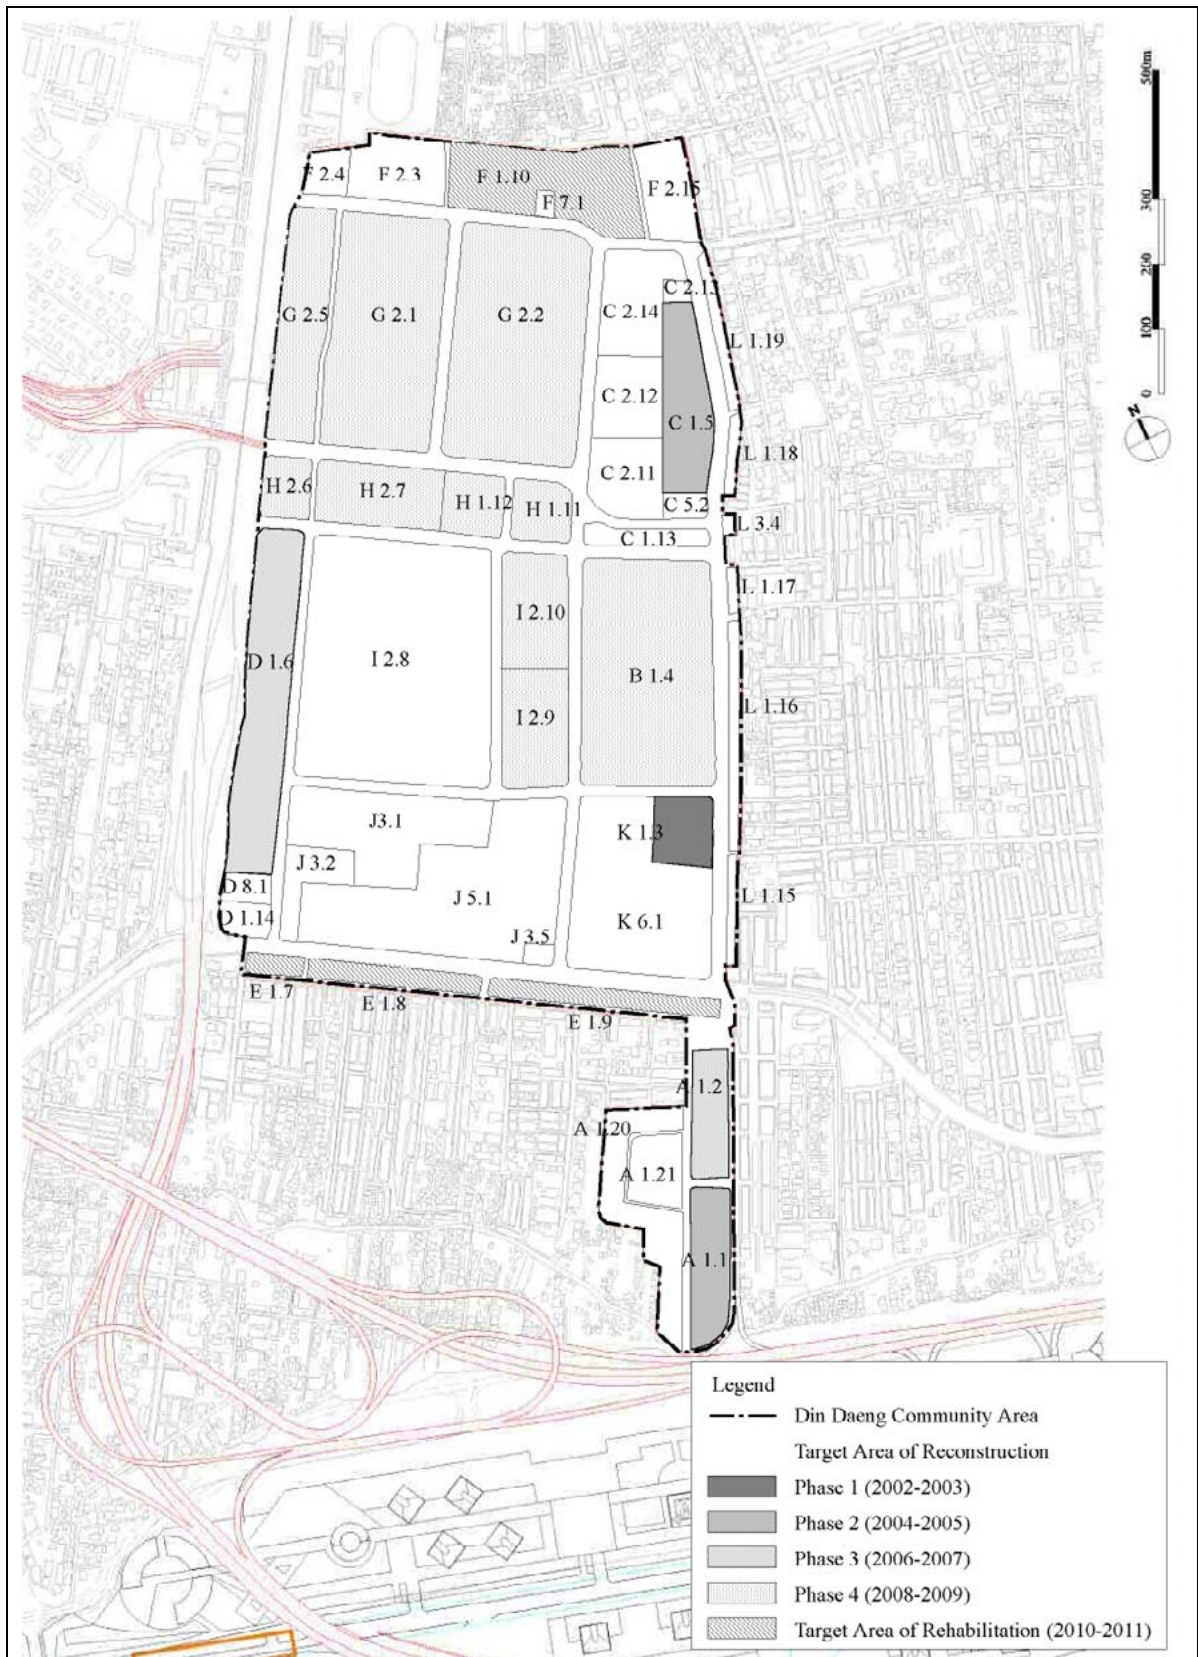 500m
300
200
100
0
N
F 2.4
F 2.3
F 1.10
F 7.1
F 2.15
G 2.5
G 2.1
G 2.2
C 2.14
C 2.13
L 1.19
C 2.12
C 1.5
L 1.18
C 2.11
C 5.2
H 2.6
H 2.7
H 1.12
H 1.11
L 3.4
C 1.13
L 1.17
I 2.10
D 1.6
I 2.8
B 1.4
I 2.9
L 1.16
J3.1
K 1.3
J 3.2
D 8.1
J 5.1
L 1.15
D 1.14
K 6.1
J 3.5
E 1.7
E 1.8
E 1.9
A 1.2
A 1.20
A 1.21
A 1.1
Legend
Din Daeng Community Area
Target Area of Reconstruction
Phase 1 (2002-2003)
Phase 2 (2004-2005)
Phase 3 (2006-2007)
Phase 4 (2008-2009)
Target Area of Rehabilitation (2010-2011)